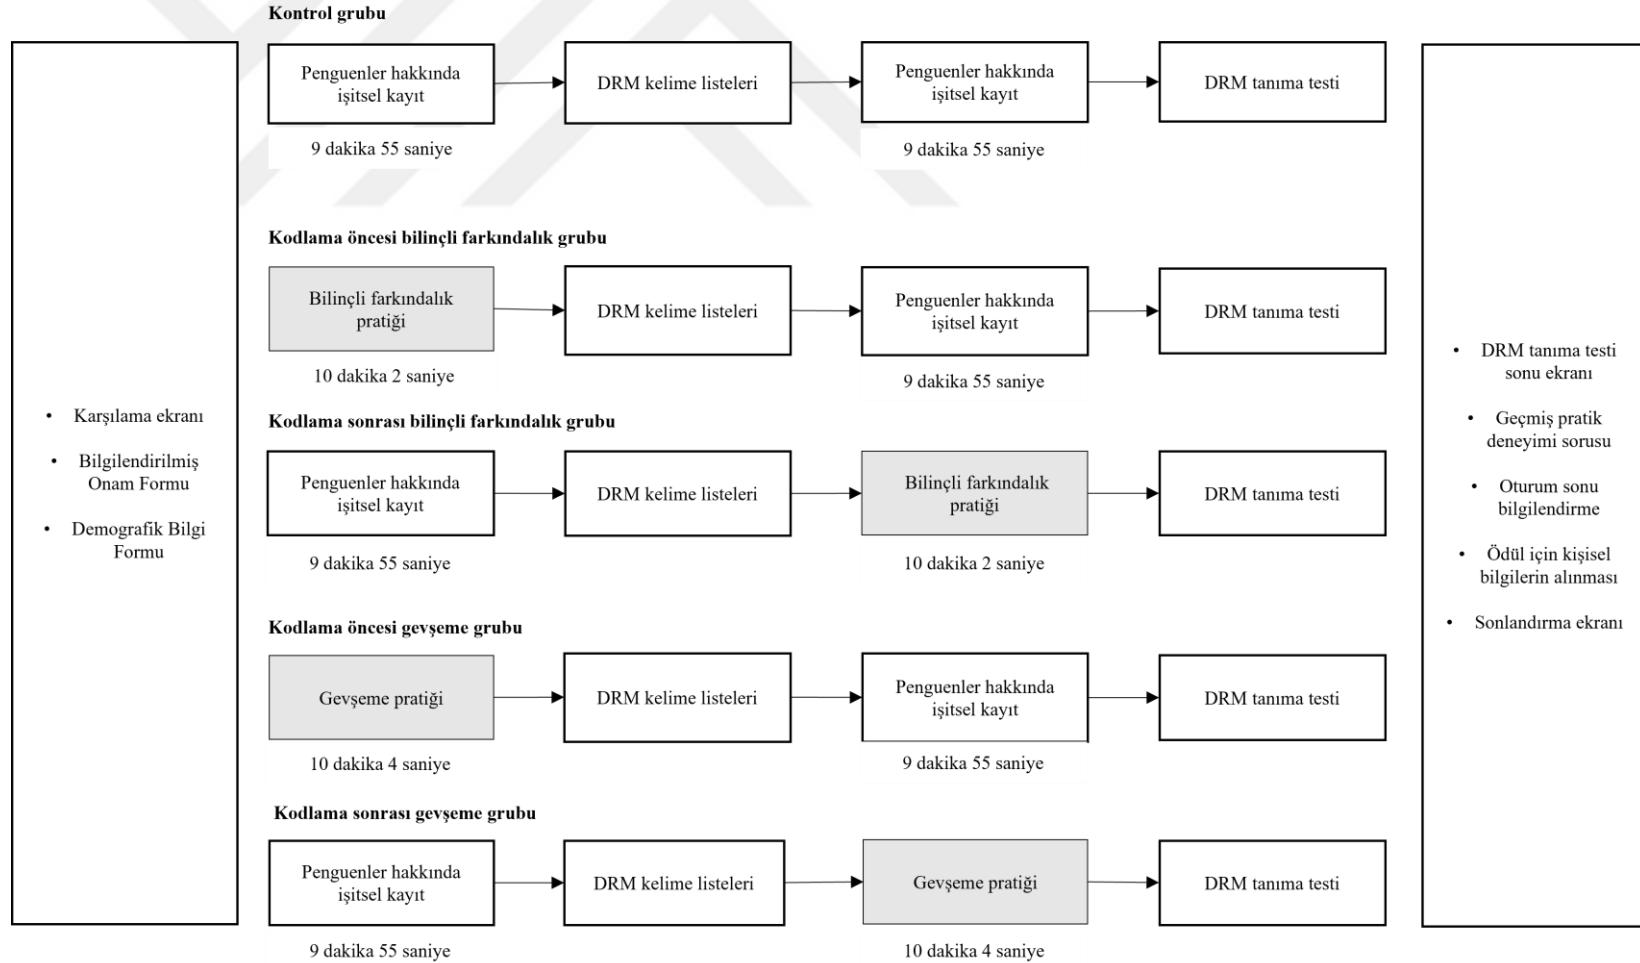 Kontrol grubu
Penguenler hakkında
işitsel kayıt
DRM kelime listeleri
Penguenler hakkında
işitsel kayıt
DRM tanıma testi
9 dakika 55 saniye
9 dakika 55 saniye
Kodlama öncesi bilinçli farkındalık grubu
Bilinçli farkındalık
pratiği
DRM kelime listeleri
Penguenler hakkında
işitsel kayıt
DRM tanıma testi
10 dakika 2 saniye
9 dakika 55 saniye
Kodlama sonrası bilinçli farkındalık grubu
Penguenler hakkında
işitsel kayıt
DRM kelime listeleri
Bilinçli farkındalık
pratiği
DRM tanıma testi
9 dakika 55 saniye
10 dakika 2 saniye
Kodlama öncesi gevşeme grubu
Gevşeme pratiği
DRM kelime listeleri
Penguenler hakkında
işitsel kayıt
DRM tanıma testi
10 dakika 4 saniye
9 dakika 55 saniye
Kodlama sonrası gevşeme grubu
Penguenler hakkında
işitsel kayıt
DRM kelime listeleri
Gevşeme pratiği
DRM tanıma testi
9 dakika 55 saniye
10 dakika 4 saniye
• Karşılama ekranı
• Bilgilendirilmiş
Onam Formu
• Demografik Bilgi
Formu
• DRM tanıma testi
sonu ekranı
• Geçmiş pratik
deneyimi sorusu
• Oturum sonu
bilgilendirme
• Ödül için kişisel
bilgilerin alınması
• Sonlandırma ekranı